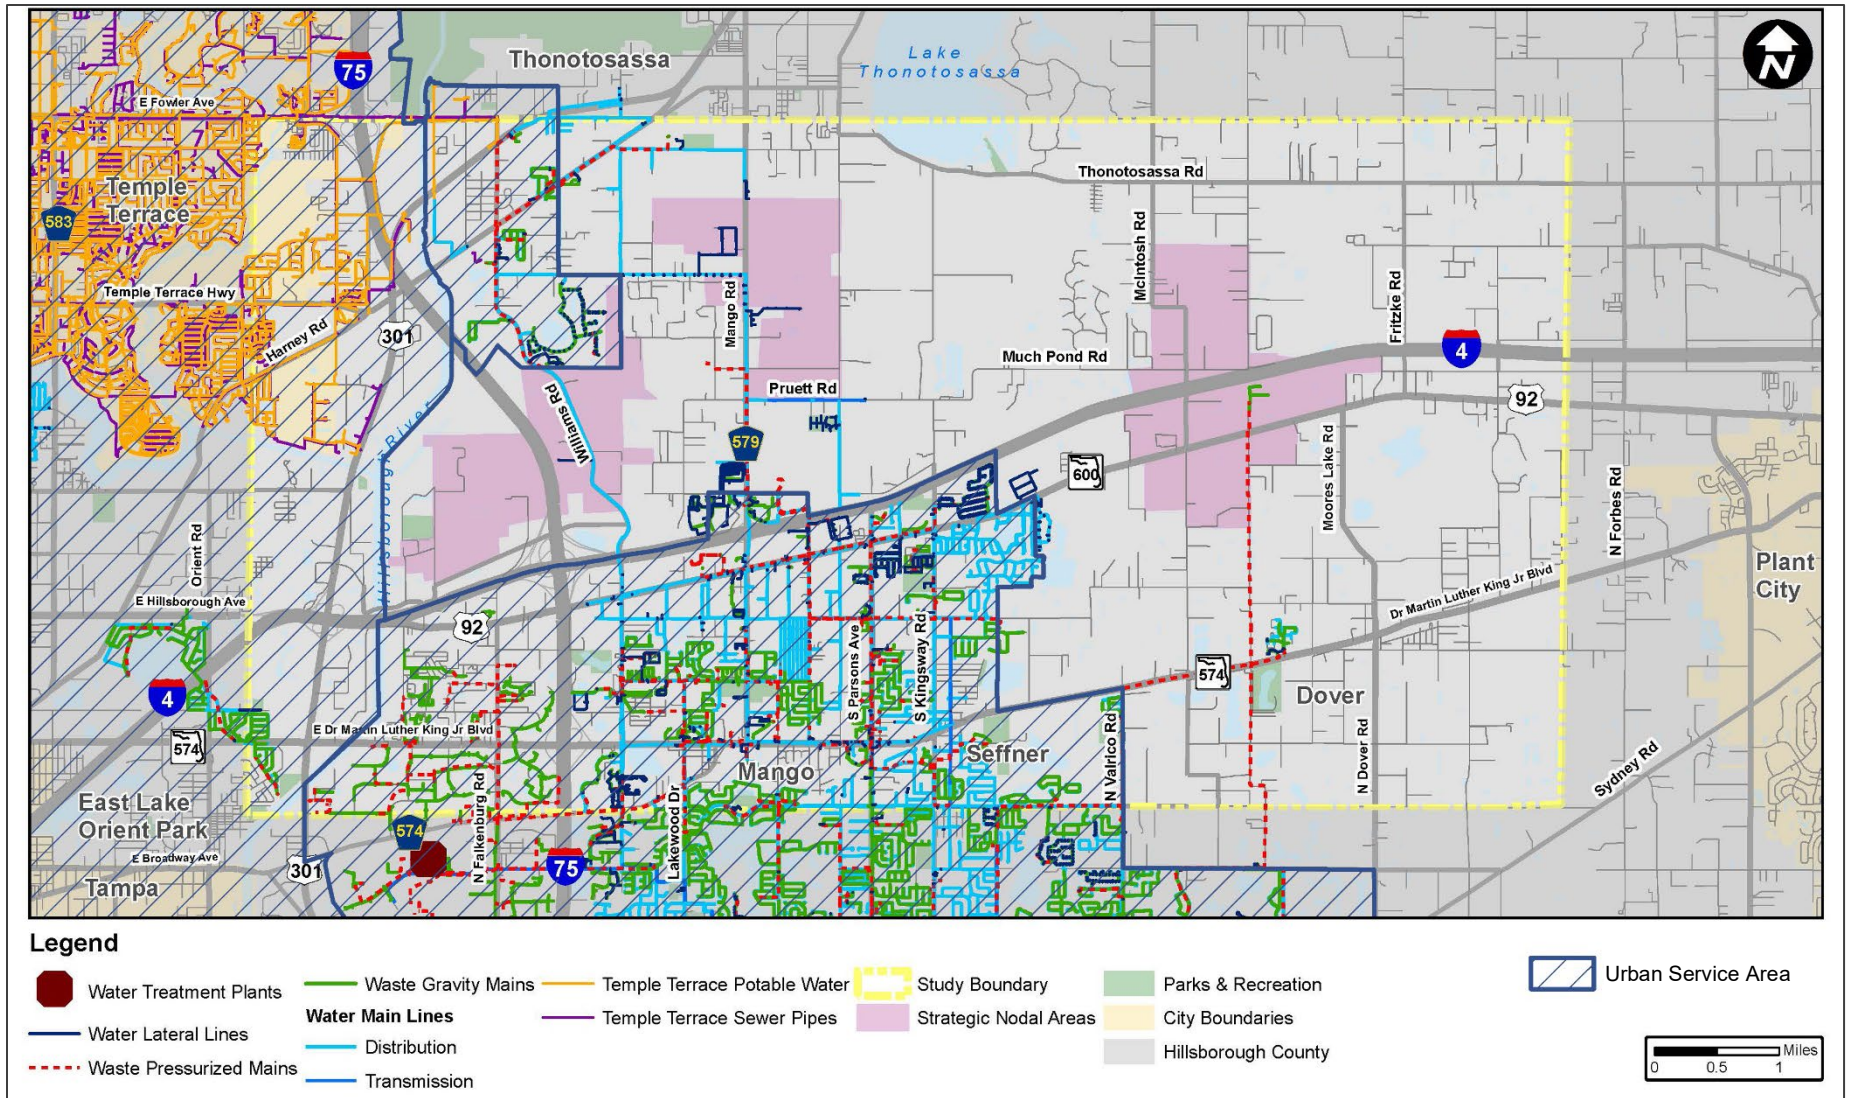 Thonotosassa
Lake
Thonotosassa
N
75
E Fowler Ave
Temple
Terrace
583
Thonotosassa Rd
McIntosh Rd
Temple Terrace Hwy
Harney Rd
301
Mango Rd
Fritzke Rd
4
Much Pond Rd
Pruett Rd
92
Willians Rd
579
600
Hillsborough River
Orient Rd
Moores Lake Rd
N Forbes Rd
E Hillsborough Ave
92
Dr Martin Luther King Jr Blvd
Plant
City
S Parsons Ave
S Kingsway Rd
574
4
Dover
574
E Dr Martin Luther King Jr Blvd
N Valrico Rd
N Dover Rd
Seffner
Mango
Sydney Rd
East Lake
Orient Park
574
N Falkenburg Rd
Lakewood Dr
E Broadway Ave
301
75
Tampa
Legend
Water Treatment Plants
Water Lateral Lines
Waste Pressurized Mains
Waste Gravity Mains
Water Main Lines
Distribution
Transmission
Temple Terrace Potable Water
Temple Terrace Sewer Pipes
Study Boundary
Strategic Nodal Areas
Parks & Recreation
City Boundaries
Hillsborough County
Urban Service Area
Miles
0 0.5 1